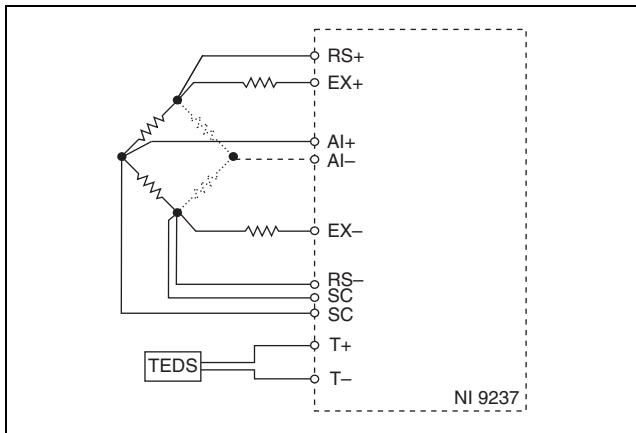 RS+
EX+
AI+
AI–
EX–
RS–
SC
SC
T+
TEDS
T–
NI 9237